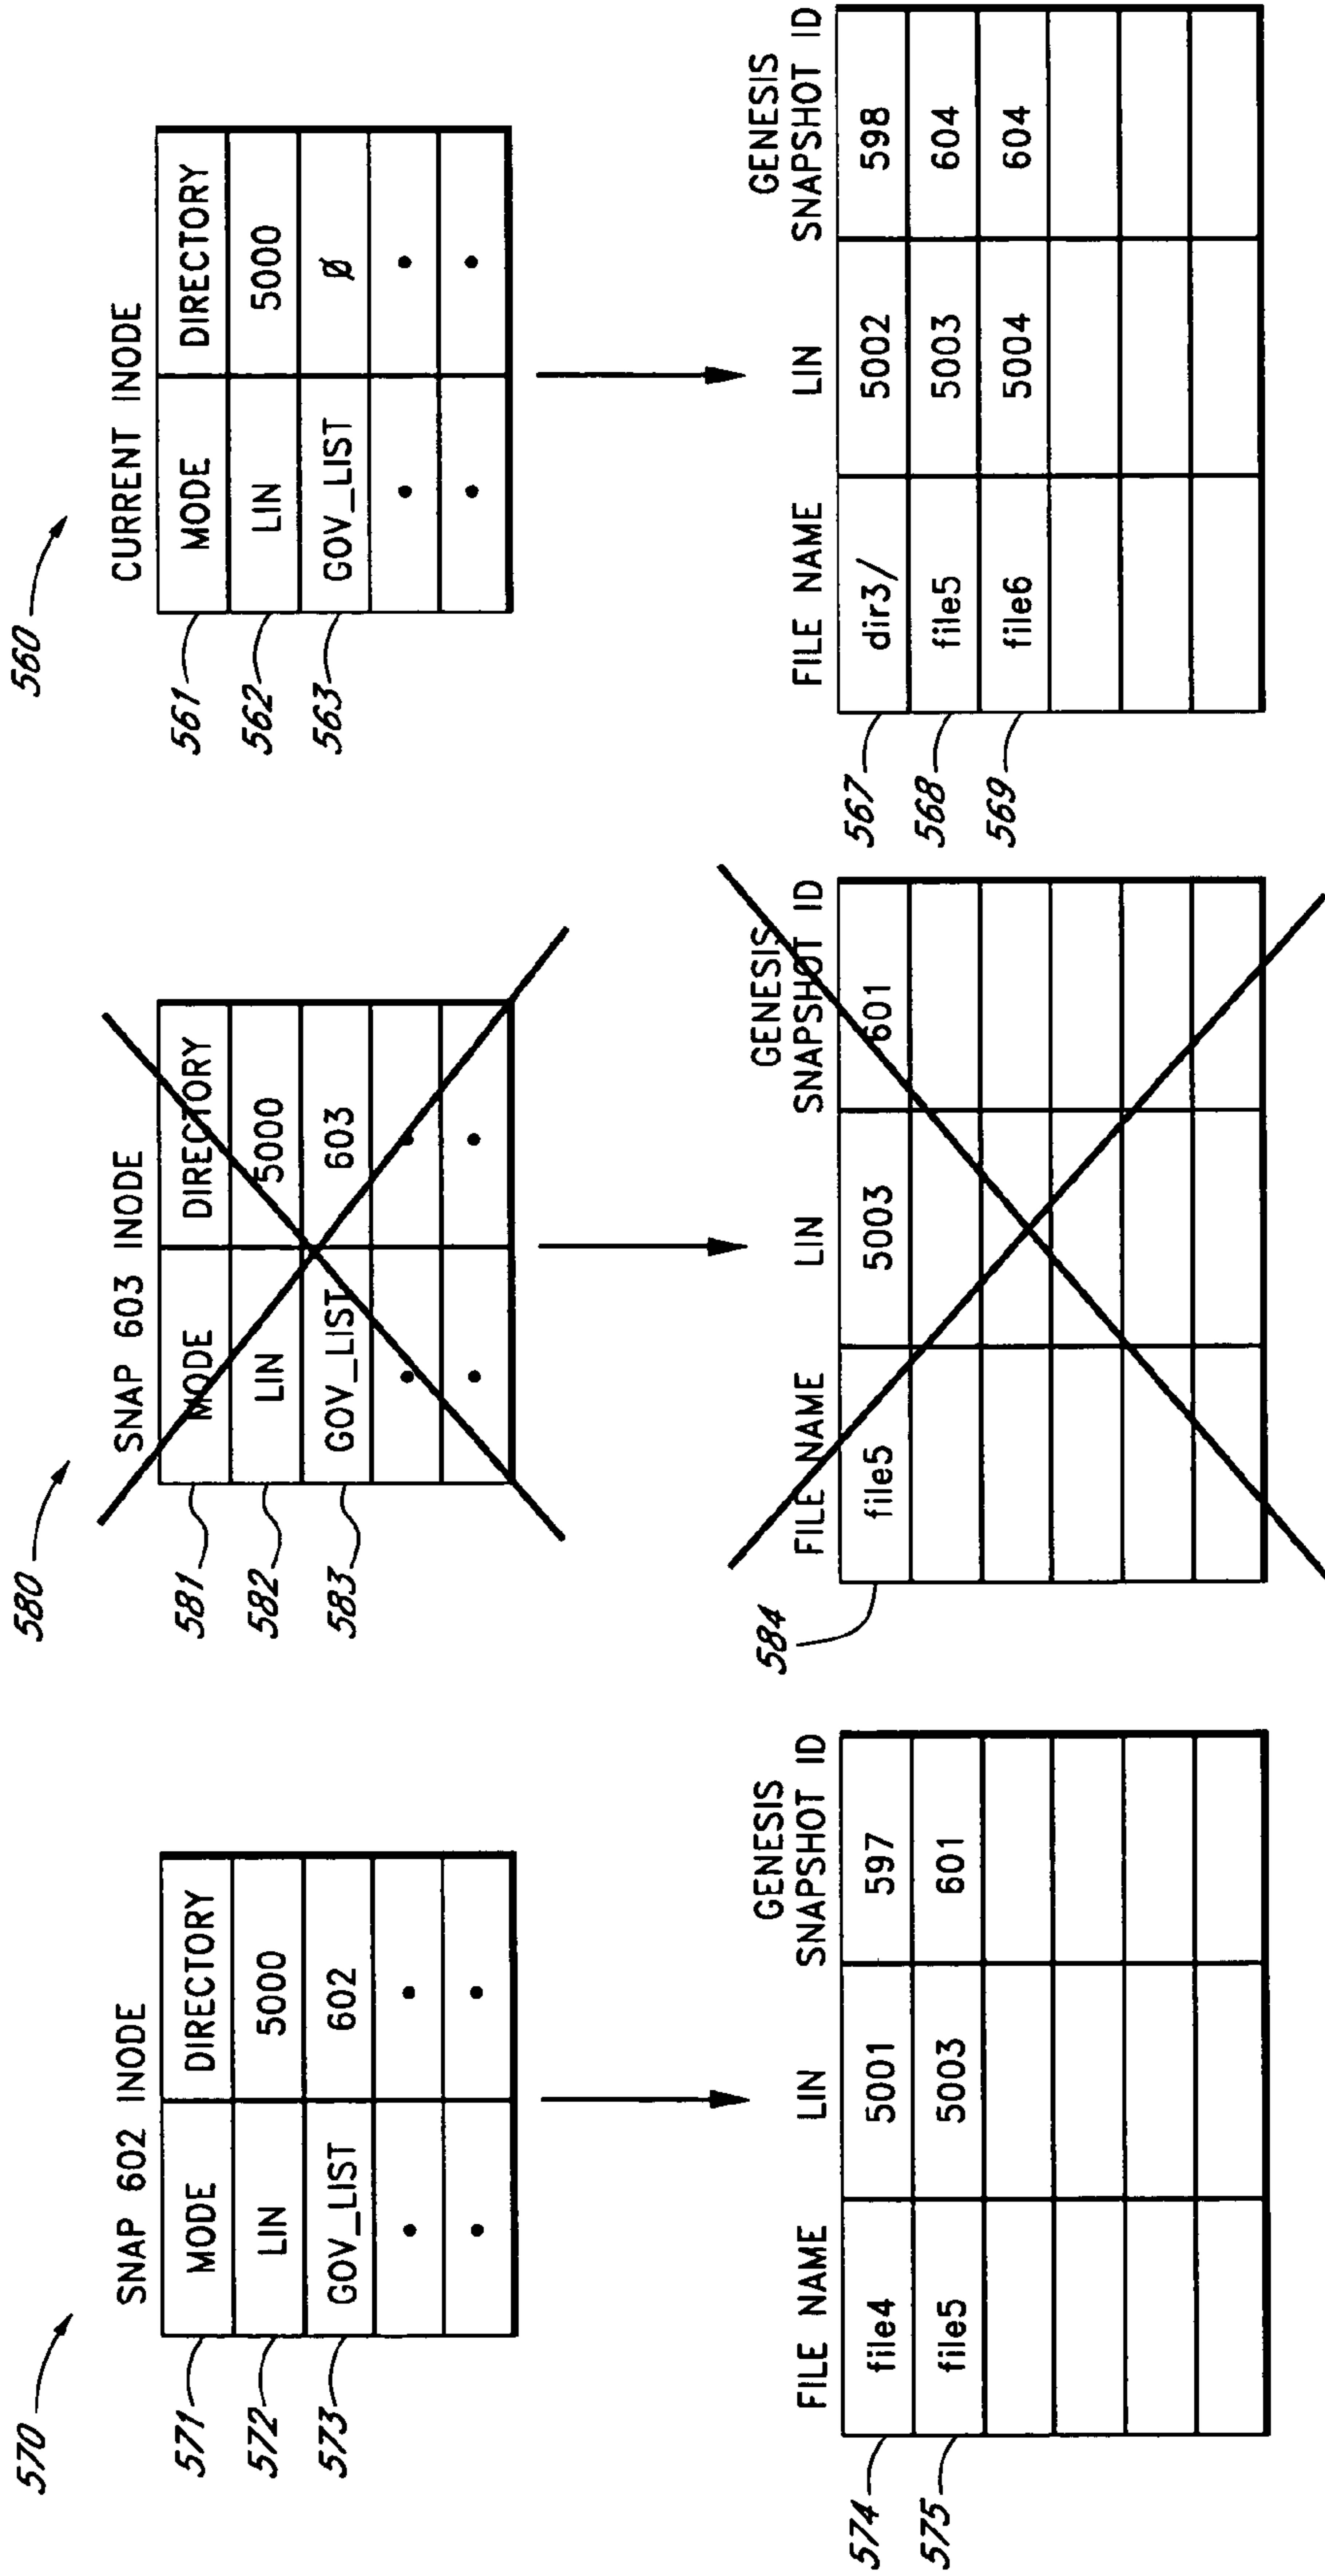 570
SNAP 602 INODE
571 MODE DIRECTORY
572 LIN 5000
573 GOV_LIST 602
• •
• •
FILE NAME LIN GENESIS SNAPSHOT ID
574 file4 5001 597
575 file5 5003 601
580
SNAP 603 INODE
581 MODE DIRECTORY
582 LIN 5000
583 GOV_LIST 603
• •
• •
FILE NAME LIN GENESIS SNAPSHOT ID
584 file5 5003 601
560
CURRENT INODE
561 MODE DIRECTORY
562 LIN 5000
563 GOV_LIST Ø
• •
• •
FILE NAME LIN GENESIS SNAPSHOT ID
567 dir3/ 5002 598
568 file5 5003 604
569 file6 5004 604